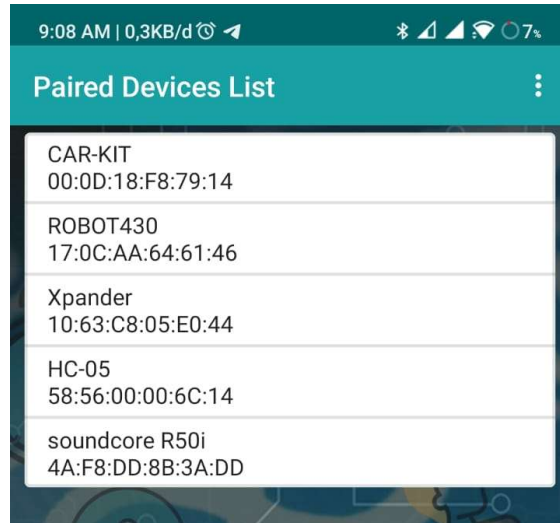 9:08 AM | 0,3KB/d 7%
Paired Devices List
CAR-KIT
00:0D:18:F8:79:14
ROBOT430
17:0C:AA:64:61:46
Xpander
10:63:C8:05:E0:44
HC-05
58:56:00:00:6C:14
soundcore R50i
4A:F8:DD:8B:3A:DD